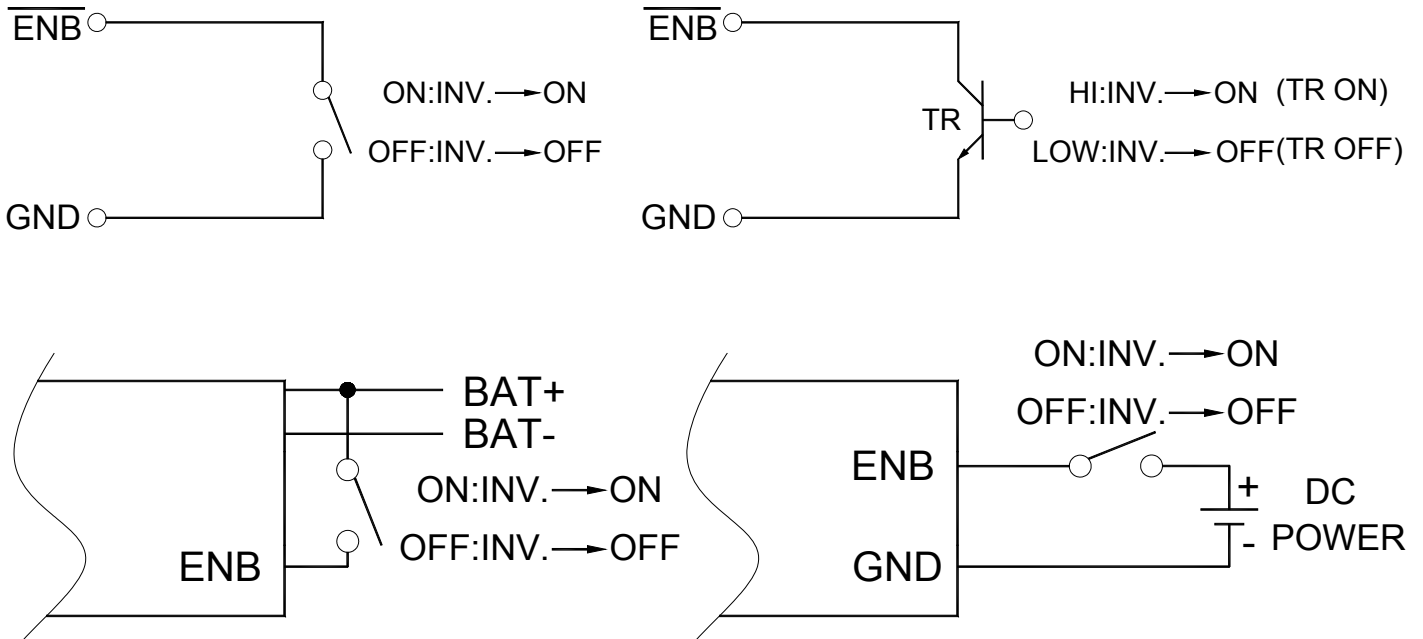 E̅N̅B̅
ON:INV.→ON
OFF:INV.→OFF
GND
E̅N̅B̅
TR
HI:INV.→ON (TR ON)
LOW:INV.→OFF(TR OFF)
GND
BAT+
BAT-
ON:INV.→ON
OFF:INV.→OFF
ENB
ON:INV.→ON
OFF:INV.→OFF
ENB
+ DC
- POWER
GND